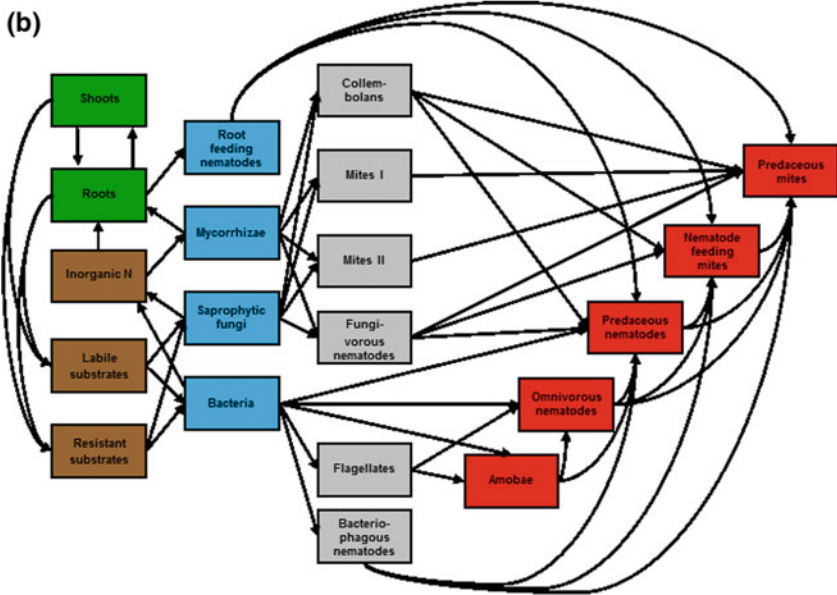 (b)
Shoots
Roots
Inorganic N
Labile
substrates
Resistant
substrates
Root
feeding
nematodes
Mycorrhizae
Saprophytic
fungi
Bacteria
Collem-
bolans
Mites I
Mites II
Fungi-
vorous
nematodes
Flagellates
Bacterio-
phagous
nematodes
Amobae
Omnivorous
nematodes
Predaceous
nematodes
Nematode
feeding
mites
Predaceous
mites